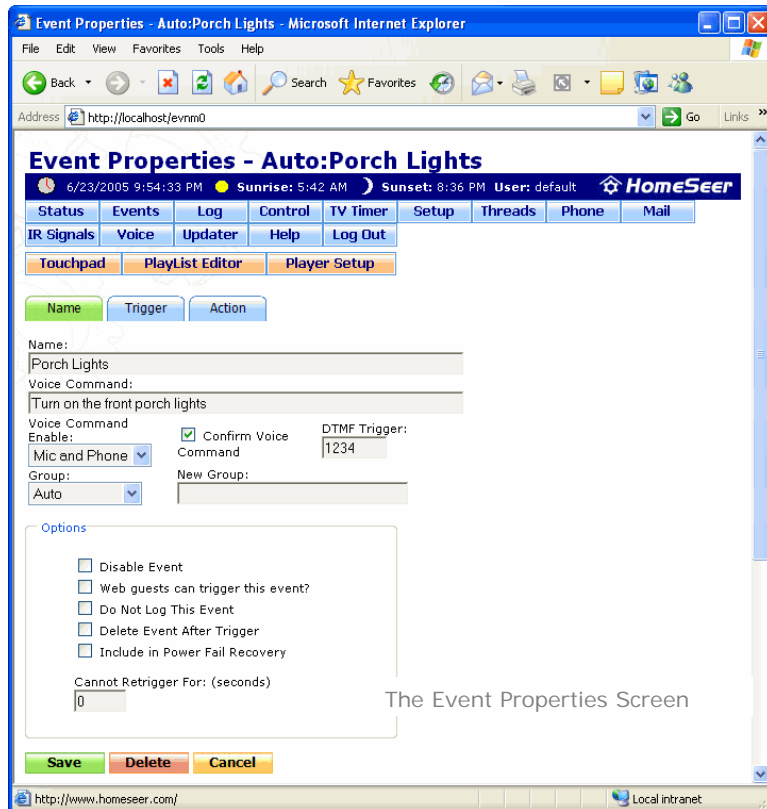 Event Properties - Auto:Porch Lights - Microsoft Internet Explorer
File Edit View Favorites Tools Help
Back Search Favorites
Address http://localhost/evnm0 Go Links »
Event Properties - Auto:Porch Lights
6/23/2005 9:54:33 PM Sunrise: 5:42 AM Sunset: 8:36 PM User: default HomeSeer
Status Events Log Control TV Timer Setup Threads Phone Mail
IR Signals Voice Updater Help Log Out
Touchpad PlayList Editor Player Setup
Name Trigger Action
Name:
Porch Lights
Voice Command:
Turn on the front porch lights
Voice Command Enable:
Mic and Phone
Confirm Voice Command
DTMF Trigger:
1234
Group:
Auto
New Group:
Options
Disable Event
Web guests can trigger this event?
Do Not Log This Event
Delete Event After Trigger
Include in Power Fail Recovery
Cannot Retrigger For: (seconds)
0
The Event Properties Screen
Save Delete Cancel
http://www.homeseer.com/ Local intranet